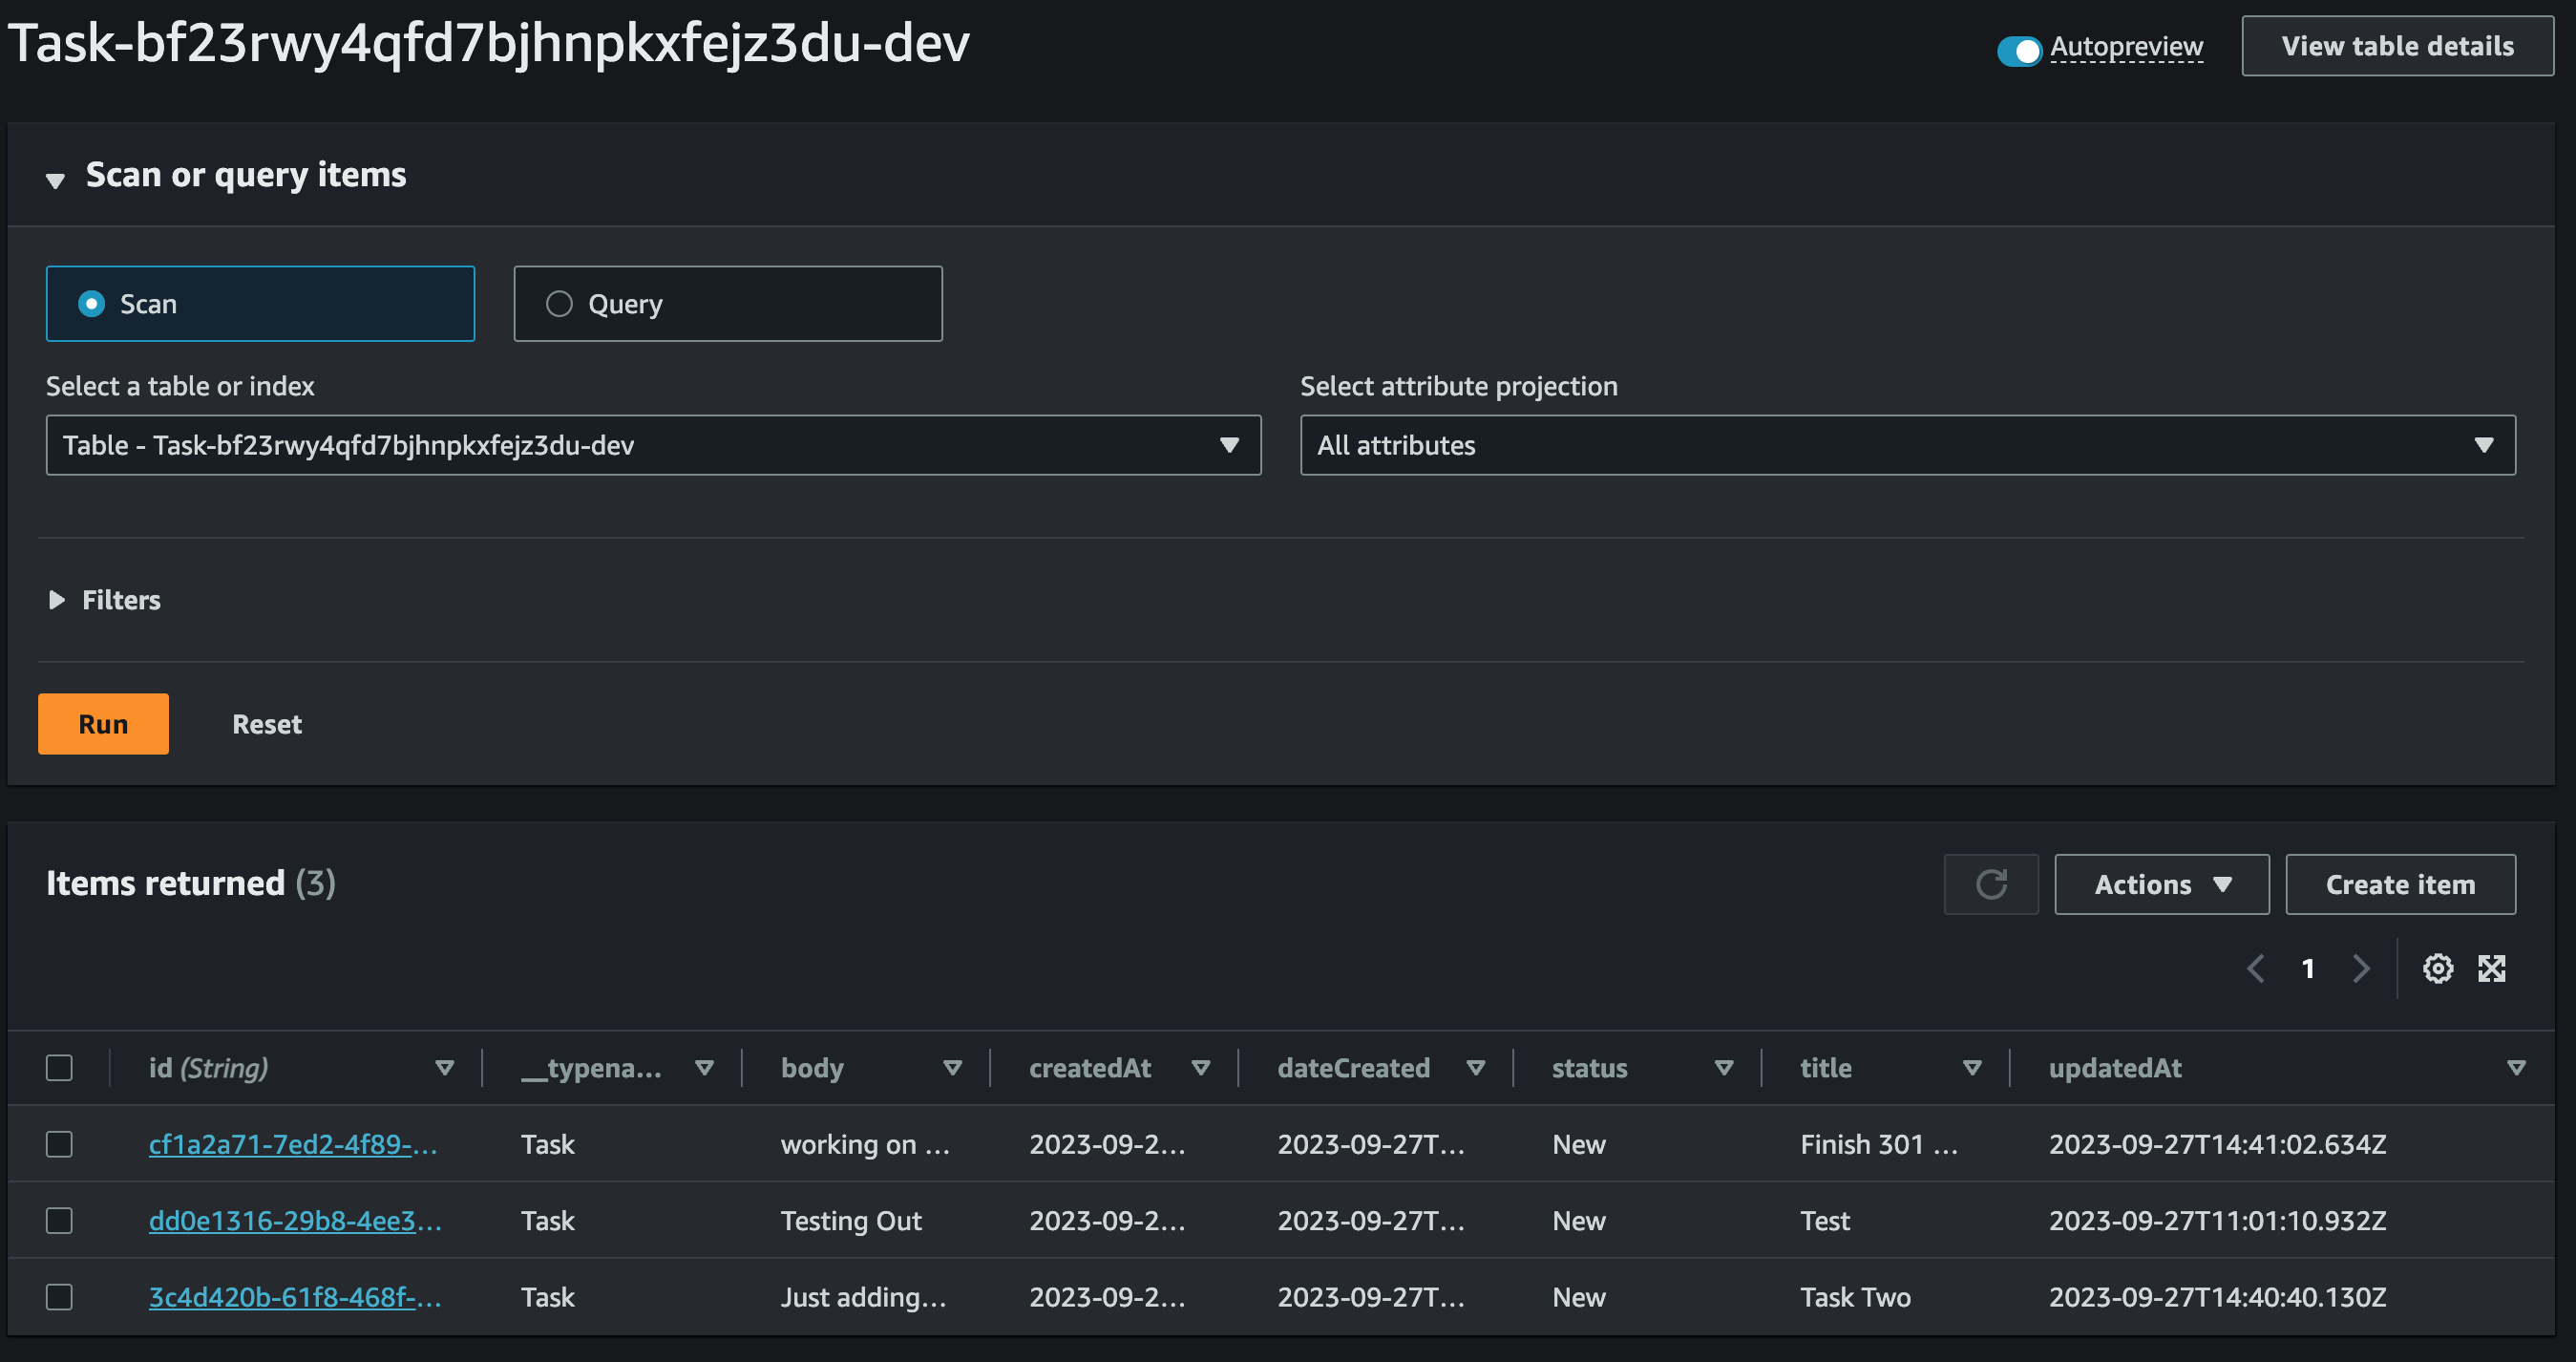 Task-bf23rwy4qfd7bjhnpkxfejz3du-dev
Autopreview
View table details
Scan or query items
Scan
Query
Select a table or index
Select attribute projection
Table - Task-bf23rwy4qfd7bjhnpkxfejz3du-dev
All attributes
Filters
Run
Reset
Items returned (3)
Actions
Create item
1
id (String) __typena... body createdAt dateCreated status title updatedAt
cf1a2a71-7ed2-4f89-... Task working on ... 2023-09-2... 2023-09-27T... New Finish 301 ... 2023-09-27T14:41:02.634Z
dd0e1316-29b8-4ee3... Task Testing Out 2023-09-2... 2023-09-27T... New Test 2023-09-27T11:01:10.932Z
3c4d420b-61f8-468f-... Task Just adding... 2023-09-2... 2023-09-27T... New Task Two 2023-09-27T14:40:40.130Z